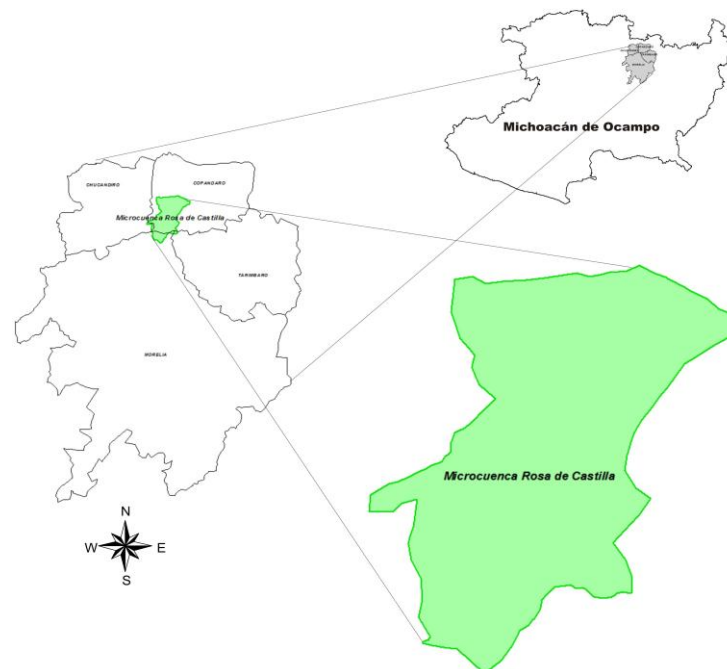 Michoacán de Ocampo
CHUCANDIRO
COPANDARO
Microcuenca Rosa de Castilla
TARIMBARO
MORELIA
Microcuenca Rosa de Castilla
N
W
E
S